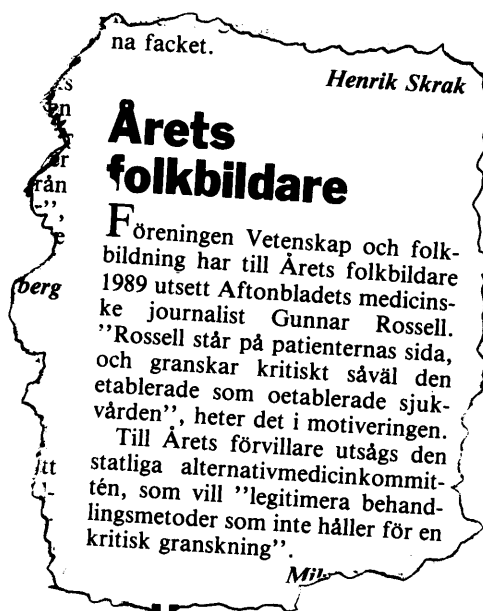 na facket.
Henrik Skrak
Årets
folkbildare
Föreningen Vetenskap och folk-
bildning har till Årets folkbildare
1989 utsett Aftonbladets medicins-
ke journalist Gunnar Rossell.
"Rossell står på patienternas sida,
och granskar kritiskt såväl den
etablerade som oetablerade sjuk-
vården", heter det i motiveringen.
Till Årets förvillare utsågs den
statliga alternativmedicinkommit-
tén, som vill "legitimera behand-
lingsmetoder som inte håller för en
kritisk granskning".
berg